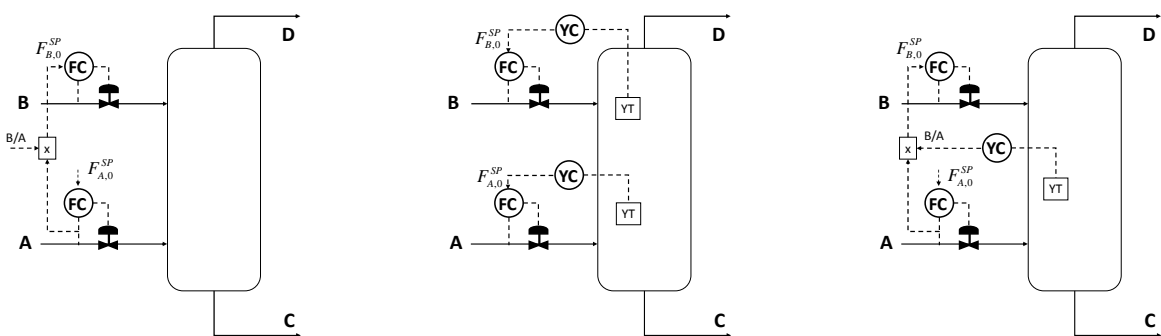 D
F_{B,0}^{SP}
FC
B
B/A
x
F_{A,0}^{SP}
FC
A
C
D
YC
F_{B,0}^{SP}
FC
B
YT
YC
F_{A,0}^{SP}
FC
YT
A
C
D
F_{B,0}^{SP}
FC
B
B/A
YC
x
F_{A,0}^{SP}
YT
FC
A
C